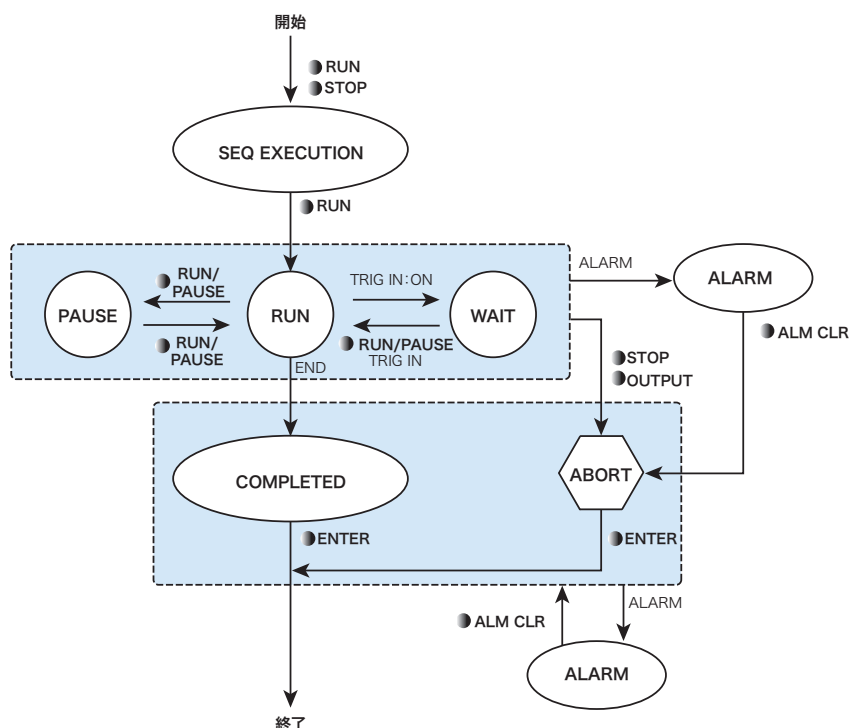 開始
RUN
STOP
SEQ EXECUTION
RUN
RUN/
PAUSE
PAUSE
RUN/
PAUSE
RUN
TRIG IN:ON
WAIT
RUN/PAUSE
TRIG IN
END
ALARM
ALARM
ALM CLR
STOP
OUTPUT
COMPLETED
ABORT
ENTER
ENTER
ALM CLR
ALARM
ALARM
終了